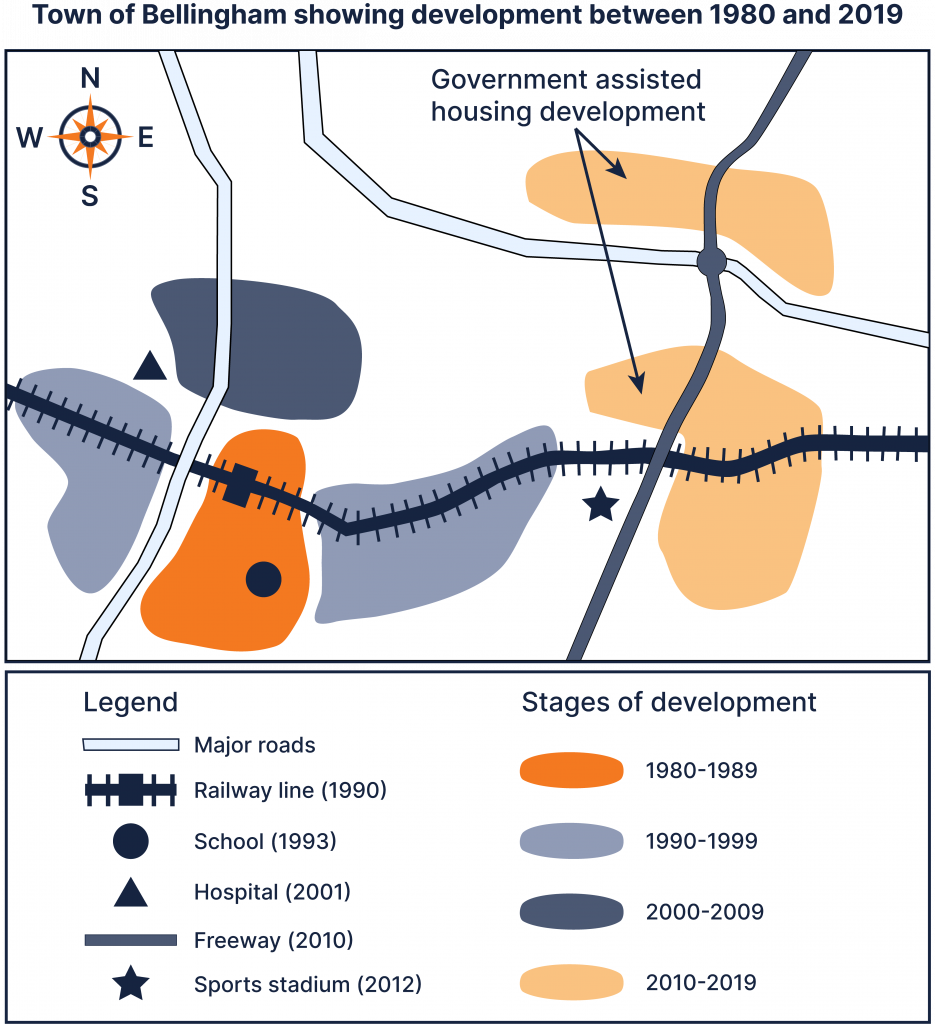 Town of Bellingham showing development between 1980 and 2019
N
W E
S
Government assisted
housing development
Legend
Major roads
Railway line (1990)
School (1993)
Hospital (2001)
Freeway (2010)
Sports stadium (2012)
Stages of development
1980-1989
1990-1999
2000-2009
2010-2019